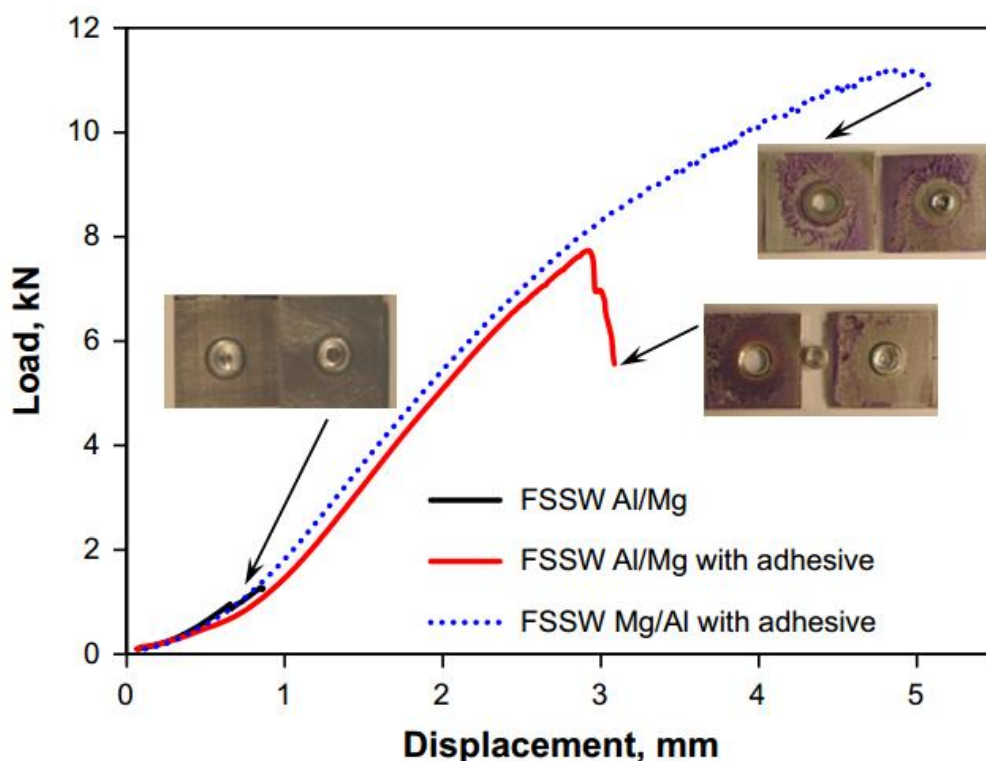 12
10
8
6
4
2
0
Load, kN
FSSW Al/Mg
FSSW Al/Mg with adhesive
FSSW Mg/Al with adhesive
0 1 2 3 4 5
Displacement, mm